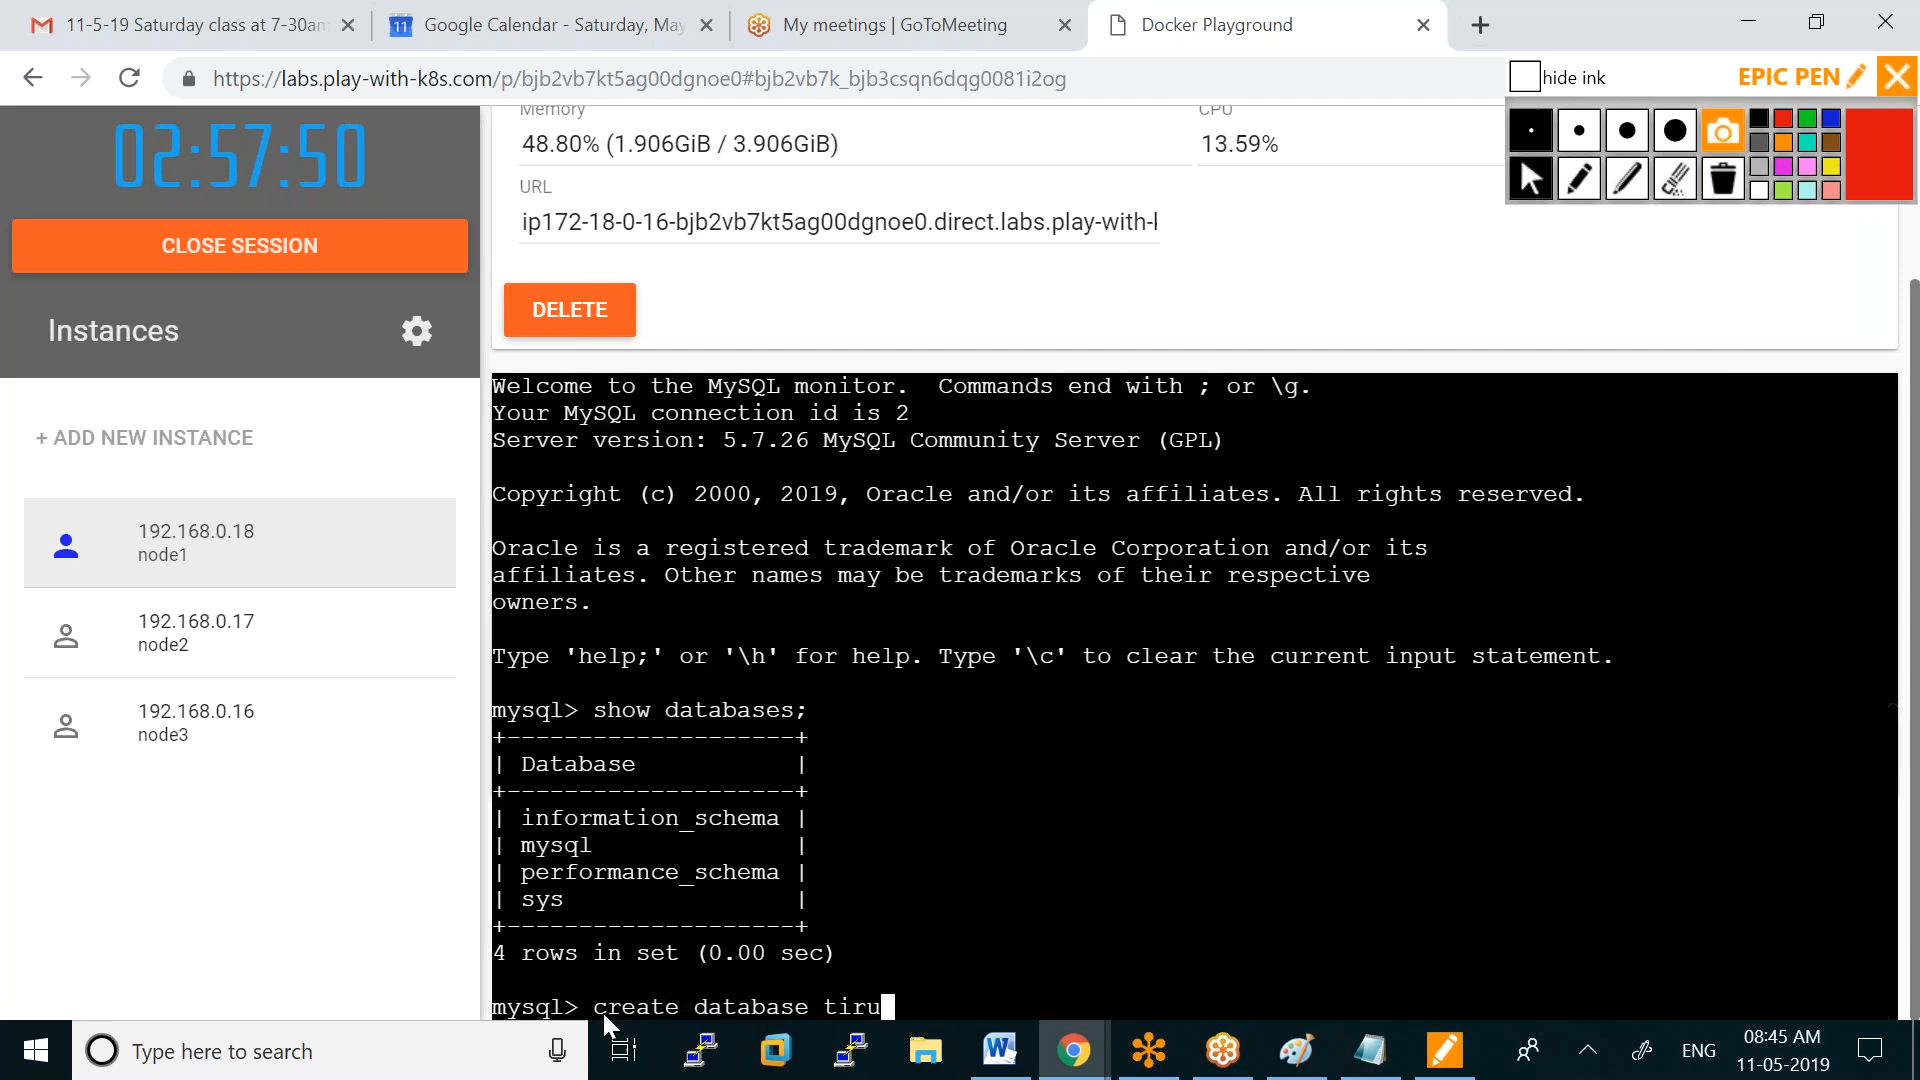 11-5-19 Saturday class at 7-30am
Google Calendar - Saturday, May
My meetings | GoToMeeting
Docker Playground
https://labs.play-with-k8s.com/p/bjb2vb7kt5ag00dgnoe0#bjb2vb7k_bjb3csqn6dqg0081i2og
hide ink
EPIC PEN
02:57:50
CLOSE SESSION
Instances
+ ADD NEW INSTANCE
192.168.0.18
node1
192.168.0.17
node2
192.168.0.16
node3
Memory
48.80% (1.906GiB / 3.906GiB)
CPU
13.59%
URL
ip172-18-0-16-bjb2vb7kt5ag00dgnoe0.direct.labs.play-with-
DELETE
Welcome to the MySQL monitor.  Commands end with ; or \g.
Your MySQL connection id is 2
Server version: 5.7.26 MySQL Community Server (GPL)
Copyright (c) 2000, 2019, Oracle and/or its affiliates. All rights reserved.
Oracle is a registered trademark of Oracle Corporation and/or its
affiliates. Other names may be trademarks of their respective
owners.
Type 'help;' or '\h' for help. Type '\c' to clear the current input statement.
mysql> show databases;
+--------------------+
| Database           |
+--------------------+
| information_schema |
| mysql              |
| performance_schema |
| sys                |
+--------------------+
4 rows in set (0.00 sec)
mysql> create database tiru
Type here to search
ENG
08:45 AM
11-05-2019